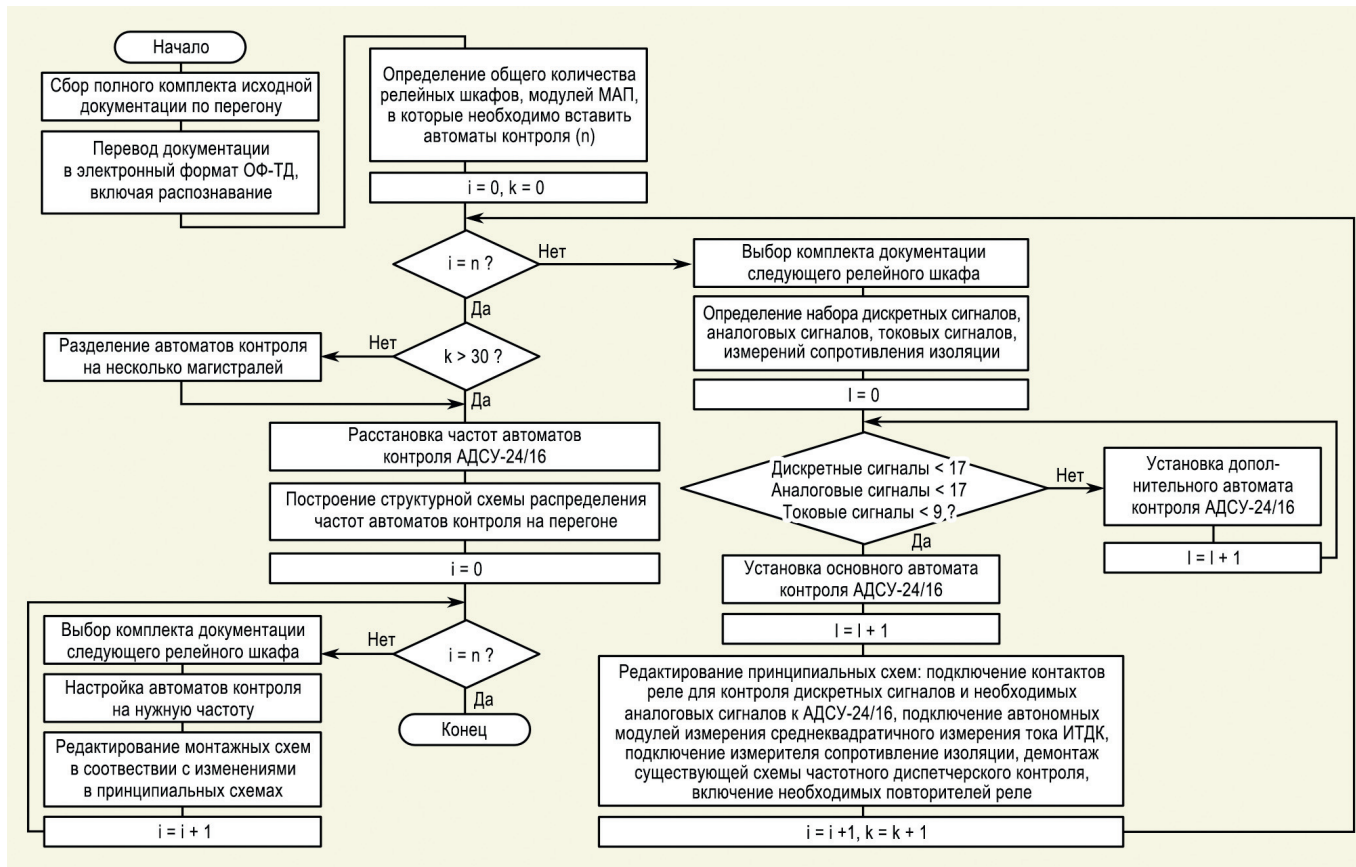 Начало
Сбор полного комплекта исходной
документации по перегону
Перевод документации
в электронный формат ОФ-ТД,
включая распознавание
Определение общего количества
релейных шкафов, модулей МАП,
в которые необходимо вставить
автоматы контроля (n)
i = 0, k = 0
i = n ?
Нет
Да
Выбор комплекта документации
следующего релейного шкафа
Определение набора дискретных сигналов,
аналоговых сигналов, токовых сигналов,
измерений сопротивления изоляции
l = 0
Дискретные сигналы < 17
Аналоговые сигналы < 17
Токовые сигналы < 9 ?
Нет
Да
Установка допол-
нительного автомата
контроля АДСУ-24/16
l = l + 1
Установка основного автомата
контроля АДСУ-24/16
l = l + 1
Редактирование принципиальных схем: подключение контактов
реле для контроля дискретных сигналов и необходимых
аналоговых сигналов к АДСУ-24/16, подключение автономных
модулей измерения среднеквадратичного измерения тока ИТДК,
подключение измерителя сопротивление изоляции, демонтаж
существующей схемы частотного диспетчерского контроля,
включение необходимых повторителей реле
i = i +1, k = k + 1
k > 30 ?
Нет
Да
Разделение автоматов контроля
на несколько магистралей
Расстановка частот автоматов
контроля АДСУ-24/16
Построение структурной схемы распределения
частот автоматов контроля на перегоне
i = 0
i = n ?
Нет
Да
Выбор комплекта документации
следующего релейного шкафа
Настройка автоматов контроля
на нужную частоту
Редактирование монтажных схем
в соотвествии с изменениями
в принципиальных схемах
i = i + 1
Конец